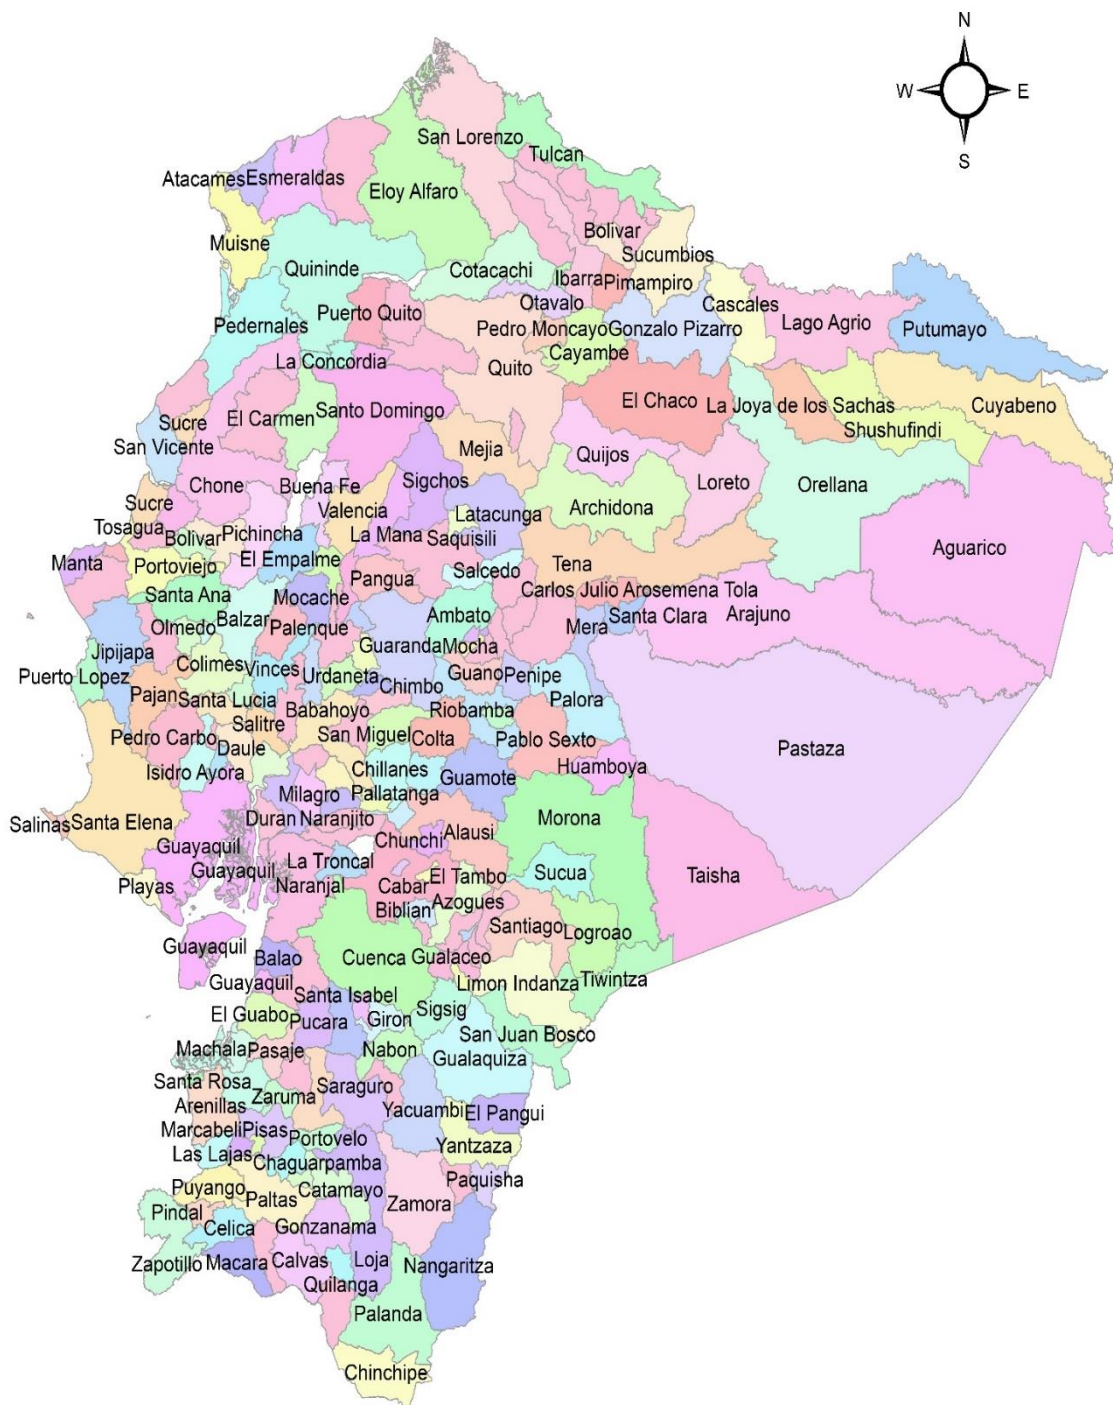 N
W E
S
San Lorenzo
Tulcan
Atacames
Esmeraldas
Eloy Alfaro
Muisne
Bolivar
Sucumbios
Quininde
Cotacachi
Ibarra
Pimampiro
Otavalo
Cascales
Pedernales
Puerto Quito
Pedro Moncayo
Gonzalo Pizarro
Lago Agrio
Putumayo
Cayambe
La Concordia
Quito
El Chaco
La Joya de los Sachas
Cuyabeno
Sucre
El Carmen
Santo Domingo
Shushufindi
San Vicente
Mejia
Quijos
Chone
Buena Fe
Sigchos
Loreto
Orellana
Sucre
Valencia
Latacunga
Archidona
Tosagua
Bolivar
Pichincha
La Mana
Saquisili
Aguarico
Manta
Portoviejo
El Empalme
Tena
Salcedo
Pangua
Santa Ana
Mocache
Carlos Julio Arosemena Tola
Olmedo
Balzar
Palenque
Ambato
Mera
Santa Clara
Arajuno
Jipijapa
Guaranda
Mocha
Colimes
Vinces
Urdaneta
Guano
Penipe
Puerto Lopez
Chimbo
Pajan
Santa Lucia
Palora
Babahoyo
Riobamba
Salitre
Pedro Carbo
Daule
San Miguel
Colta
Pablo Sexto
Pastaza
Isidro Ayora
Chillanes
Guamote
Huamboya
Milagro
Pallatanga
Salinas
Santa Elena
Duran
Naranjito
Morona
Guayaquil
Chunchi
Alausi
Guayaquil
La Troncal
Sucua
Taisha
Playas
Naranjal
Cabar
El Tambo
Biblian
Azogues
Santiago
Logroao
Guayaquil
Balao
Cuenca
Gualaceo
Guayaquil
Limon Indanza
Tiwintza
Santa Isabel
El Guabo
Pucara
Giron
Sigsig
San Juan Bosco
Machala
Pasaje
Nabon
Gualaquiza
Santa Rosa
Zaruma
Saraguro
Arenillas
Yacuambi
El Pangui
Marcabeli
Pisas
Portovelo
Yantzaza
Las Lajas
Chaguarpamba
Puyango
Catamayo
Paquisha
Pindal
Paltas
Zamora
Celica
Gonzanama
Zapotillo
Macara
Calvas
Loja
Nangaritza
Quilanga
Palanda
Chinchipe